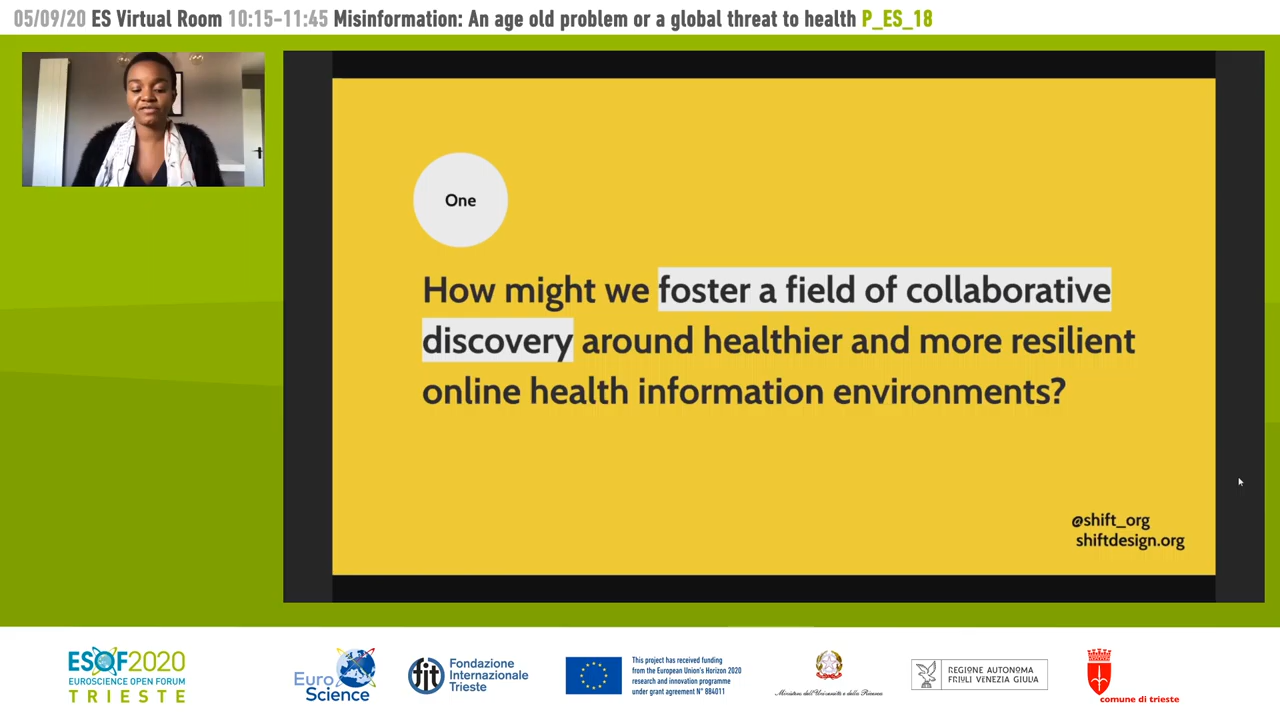 05/09/20 ES Virtual Room 10:15-11:45 Misinformation: An age old problem or a global threat to health P_ES_18
One
How might we foster a field of collaborative
discovery around healthier and more resilient
online health information environments?
@shift_org
shiftdesign.org
ESOF2020
EUROSCIENCE OPEN FORUM
TRIESTE
Euro
Science
fit
Fondazione
Internazionale
Trieste
This project has received funding
from the European Union's Horizon 2020
research and innovation programme
under grant agreement N° 884011
Ministero dell'Università e della Ricerca
REGIONE AUTONOMA
FRIULI VENEZIA GIULIA
comune di trieste